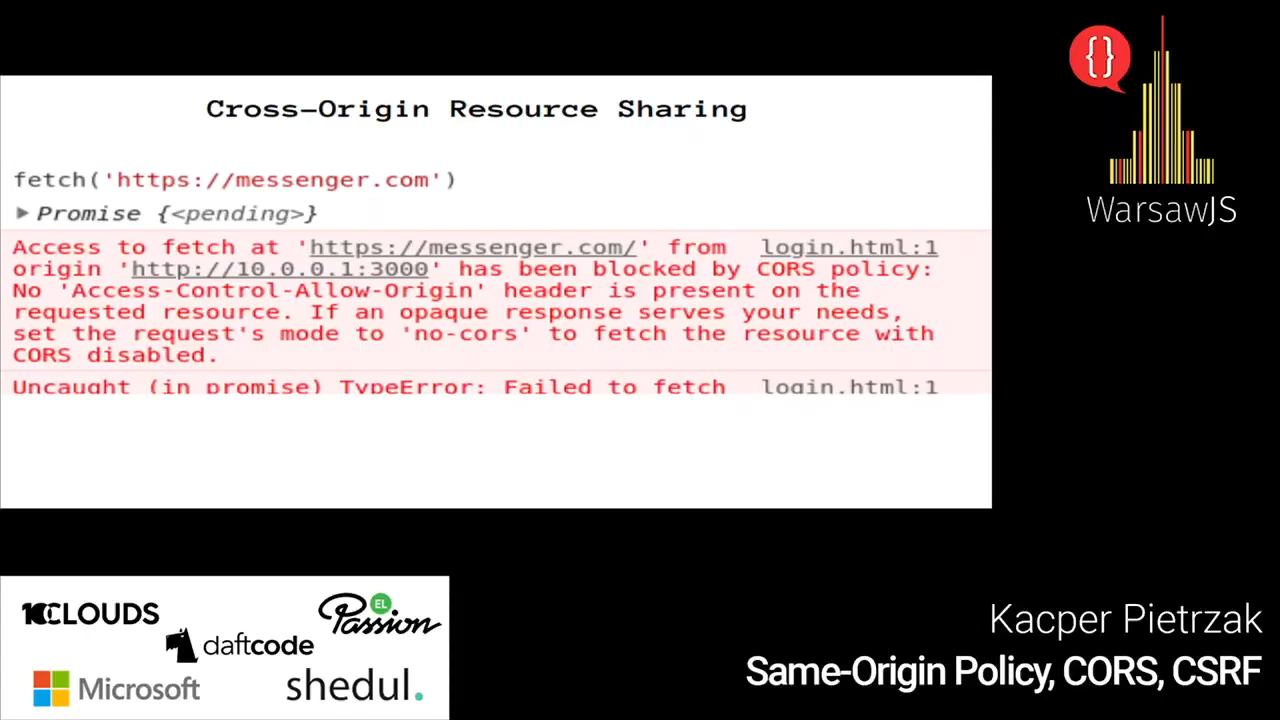 {}
WarsawJS
Cross-Origin Resource Sharing
fetch('https://messenger.com')
Promise {<pending>}
Access to fetch at 'https://messenger.com/' from login.html:1
origin 'http://10.0.0.1:3000' has been blocked by CORS policy:
No 'Access-Control-Allow-Origin' header is present on the
requested resource. If an opaque response serves your needs,
set the request's mode to 'no-cors' to fetch the resource with
CORS disabled.
Uncaught (in promise) TypeError: Failed to fetch login.html:1
10CLOUDS
EL
Passion
daftcode
Microsoft
shedul.
Kacper Pietrzak
Same-Origin Policy, CORS, CSRF